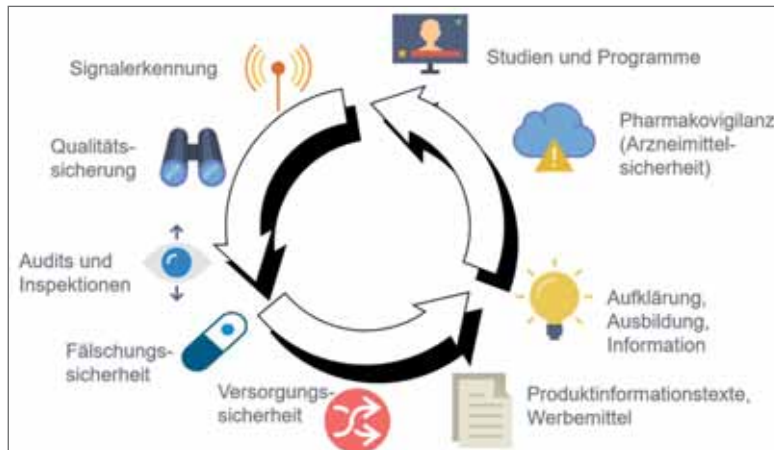 Signalerkennung
Studien und Programme
Qualitäts-
sicherung
Pharmakovigilanz
(Arzneimittel-
sicherheit)
Audits und
Inspektionen
Aufklärung,
Ausbildung,
Information
Fälschungs-
sicherheit
Versorgungs-
sicherheit
Produktinformationstexte,
Werbemittel